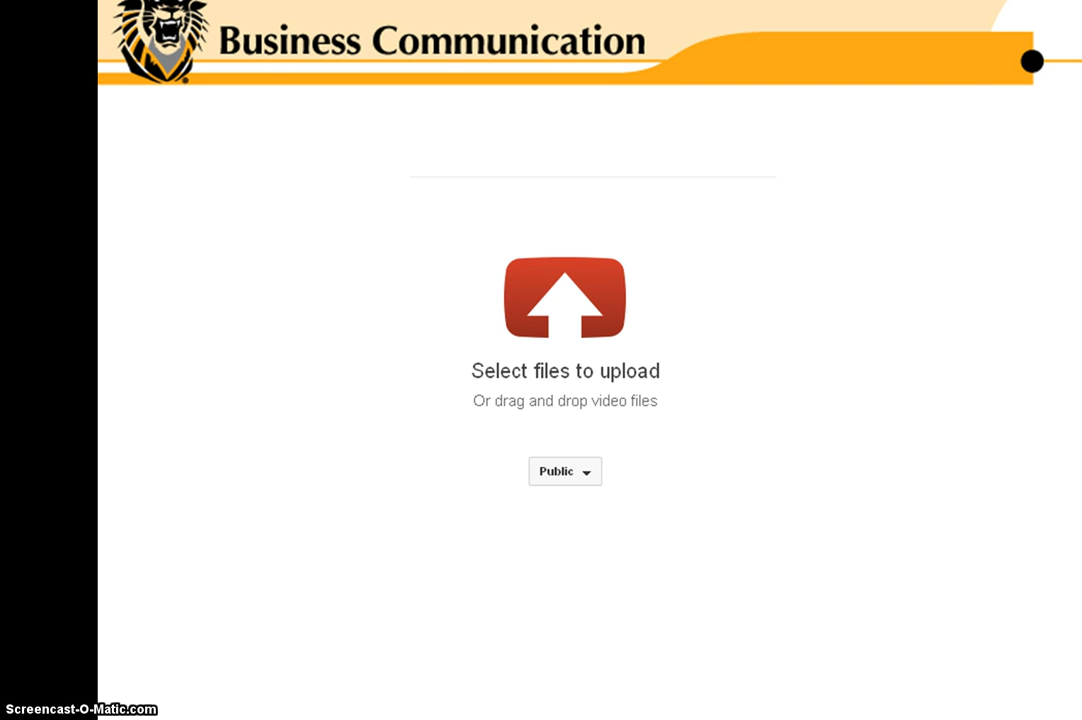 Business Communication
Select files to upload
Or drag and drop video files
Public
Screencast-O-Matic.com